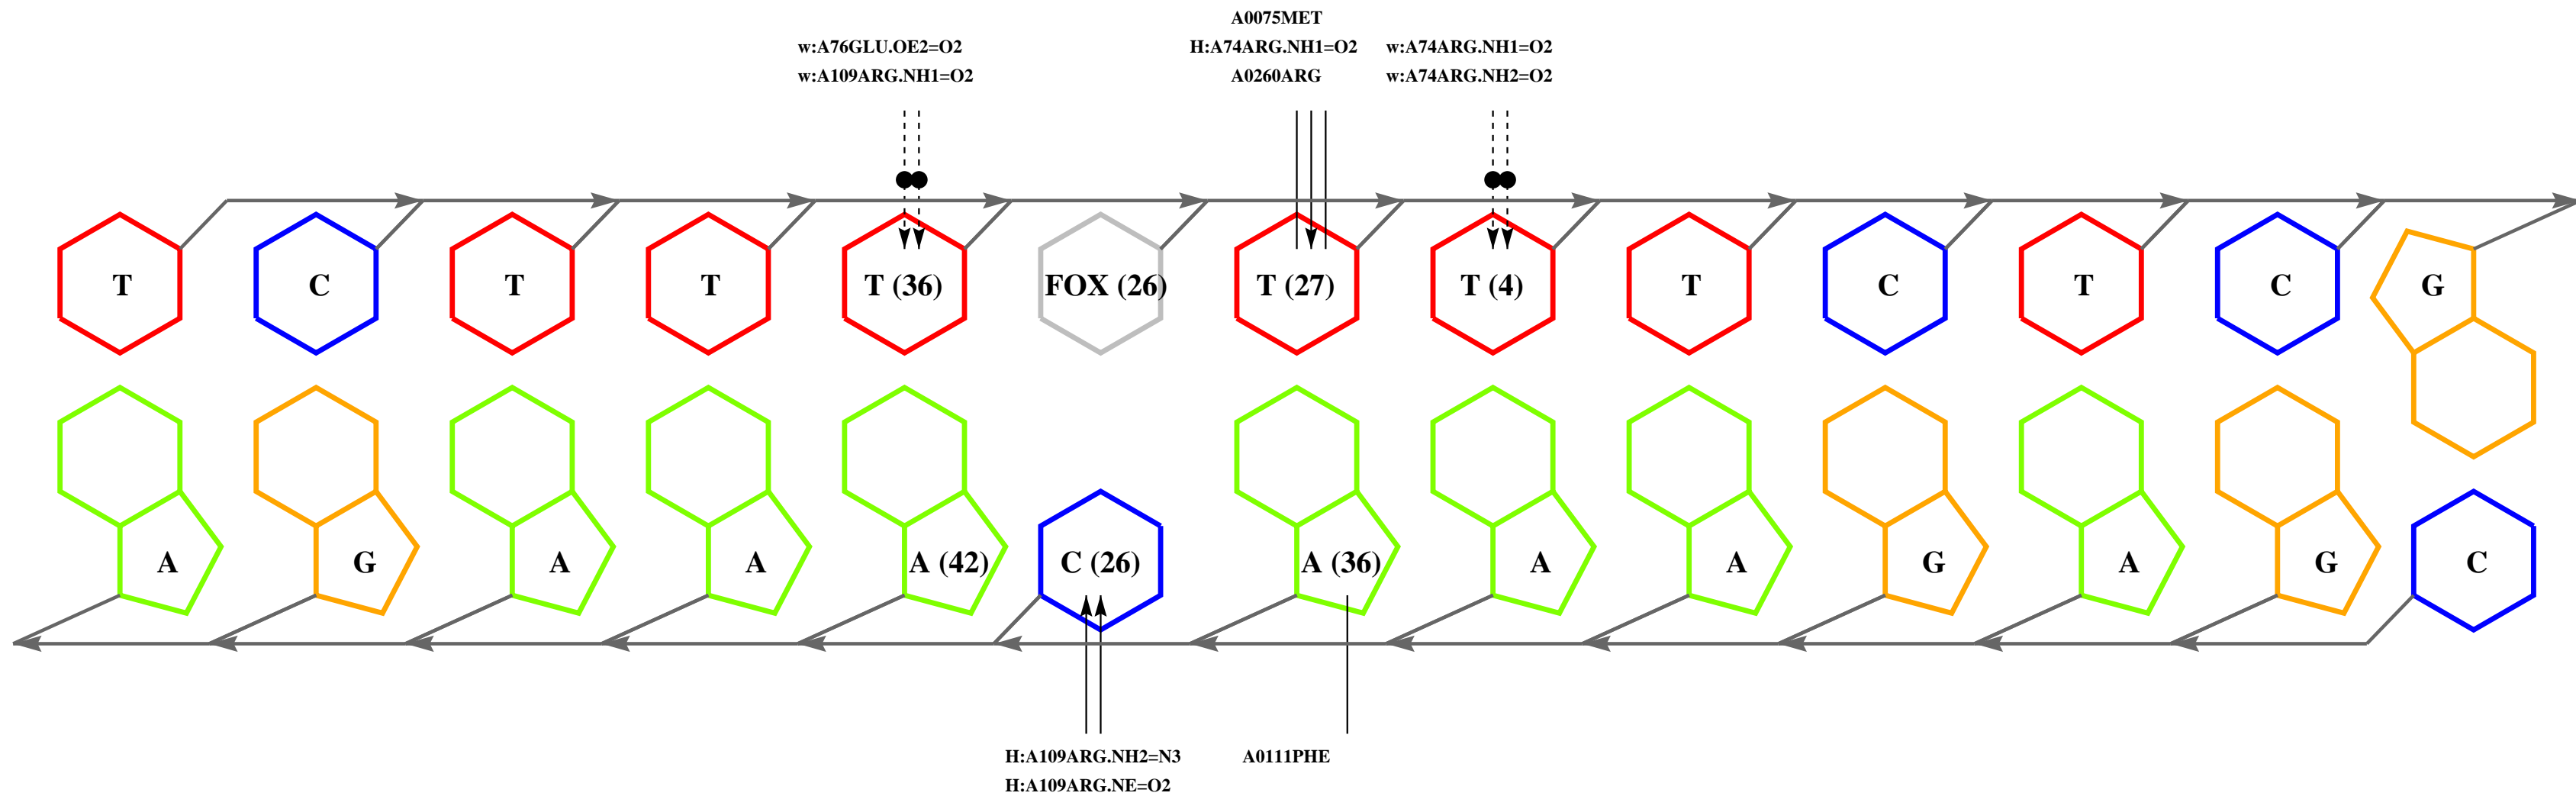 A0075MET
w:A76GLU.OE2=O2 H:A74ARG.NH1=O2 w:A74ARG.NH1=O2
w:A109ARG.NH1=O2 A0260ARG w:A74ARG.NH2=O2
T C T T T (36) FOX (26) T (27) T (4) T C T C G
A G A A A (42) C (26) A (36) A A G A G C
H:A109ARG.NH2=N3 A0111PHE
H:A109ARG.NE=O2